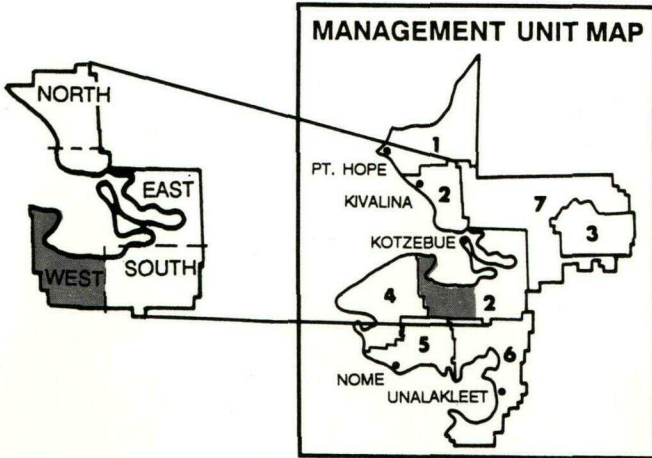 MANAGEMENT UNIT MAP
NORTH
EAST
WEST
SOUTH
1
PT. HOPE
2
KIVALINA
7
3
KOTZEBUE
4
2
5
6
NOME
UNALAKLEET